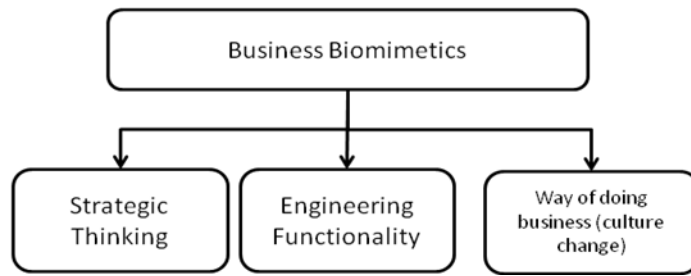 Business Biomimetics
Strategic
Thinking
Engineering
Functionality
Way of doing
business (culture
change)